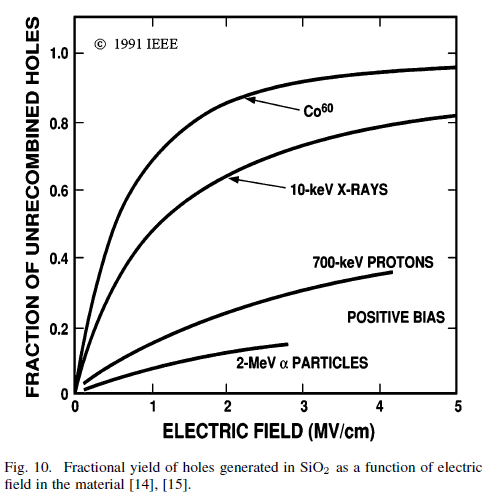 FRACTION OF UNRECOMBINED HOLES
© 1991 IEEE
1.0
0.8
0.6
0.4
0.2
0
Co⁶⁰
10-keV X-RAYS
700-keV PROTONS
POSITIVE BIAS
2-MeV α PARTICLES
0 1 2 3 4 5
ELECTRIC FIELD (MV/cm)
Fig. 10. Fractional yield of holes generated in SiO₂ as a function of electric
field in the material [14], [15].